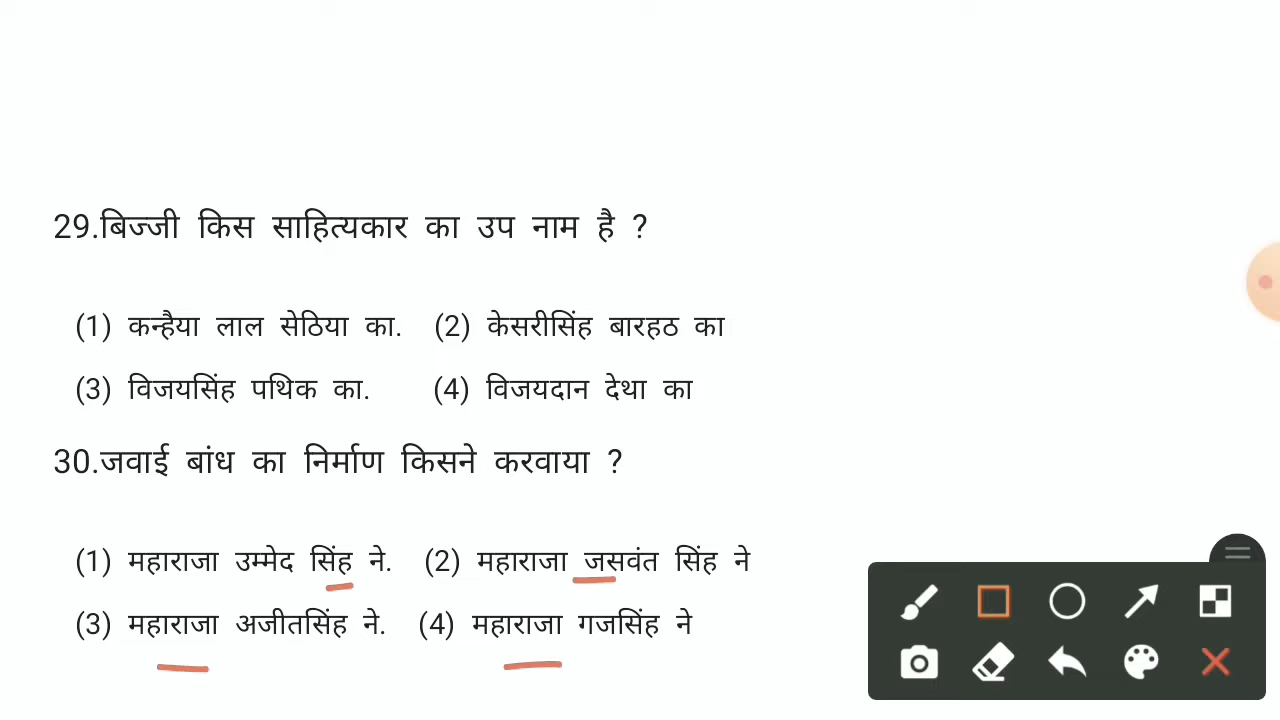 29.बिज्जी किस साहित्यकार का उप नाम है ?
(1) कन्हैया लाल सेठिया का. (2) केसरीसिंह बारहठ का
(3) विजयसिंह पथिक का. (4) विजयदान देथा का
30.जवाई बांध का निर्माण किसने करवाया ?
(1) महाराजा उम्मेद सिंह ने. (2) महाराजा जसवंत सिंह ने
(3) महाराजा अजीतसिंह ने. (4) महाराजा गजसिंह ने